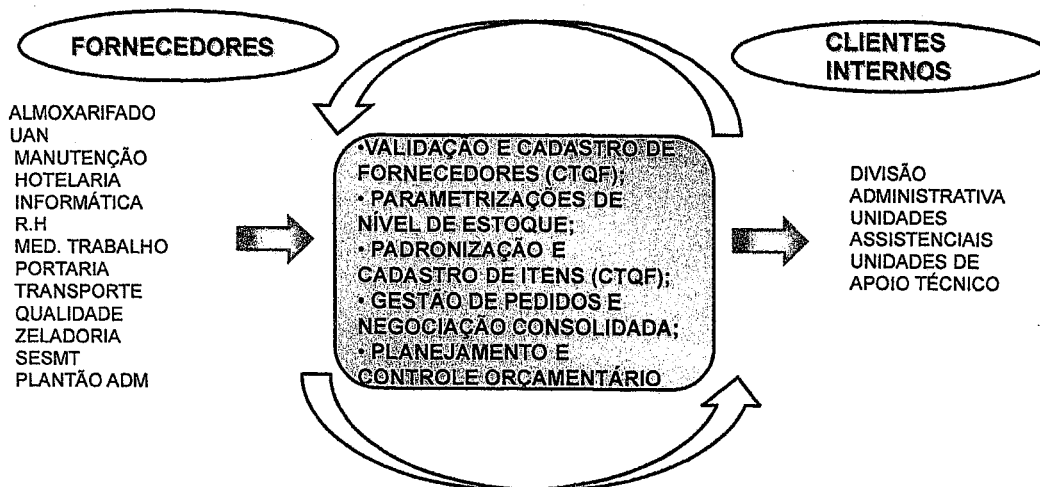 FORNECEDORES
ALMOXARIFADO
UAN
MANUTENÇÃO
HOTELARIA
INFORMÁTICA
R.H
MED. TRABALHO
PORTARIA
TRANSPORTE
QUALIDADE
ZELADORIA
SESMT
PLANTÃO ADM
•VALIDAÇÃO E CADASTRO DE
FORNECEDORES (CTQF);
• PARAMETRIZAÇÕES DE
NÍVEL DE ESTOQUE;
• PADRONIZAÇÃO E
CADASTRO DE ITENS (CTQF);
• GESTÃO DE PEDIDOS E
NEGOCIAÇÃO CONSOLIDADA;
• PLANEJAMENTO E
CONTROLE ORÇAMENTÁRIO
CLIENTES
INTERNOS
DIVISÃO
ADMINISTRATIVA
UNIDADES
ASSISTENCIAIS
UNIDADES DE
APOIO TÉCNICO